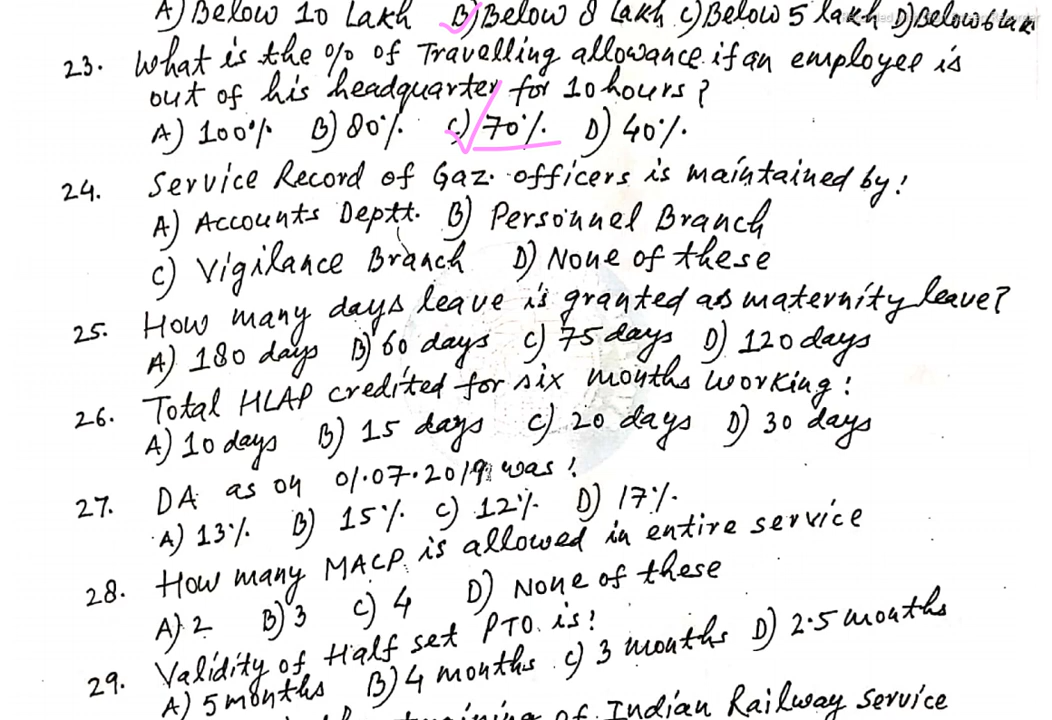 A) Below 10 Lakh B) Below 8 Lakh C) Below 5 lakh D) Below 6 lakh
23. What is the % of Travelling allowance if an employee is
out of his headquarter for 10 hours?
A) 100% B) 80% C) 70% D) 40%.
24. Service Record of Gaz. officers is maintained by!
A) Accounts Deptt. B) Personnel Branch
C) Vigilance Branch D) None of these
25. How many days leave is granted as maternity leave?
A) 180 days B) 60 days C) 75 days D) 120 days
26. Total HLAP credited for six months working!
A) 10 days B) 15 days C) 20 days D) 30 days
27. DA as on 01.07.2019 was!
A) 13% B) 15% C) 12% D) 17%.
28. How many MACP is allowed in entire service
A) 2 B) 3 C) 4 D) None of these
29. Validity of Half set PTO is!
A) 5 months B) 4 months C) 3 months D) 2.5 months
training of Indian Railway Service